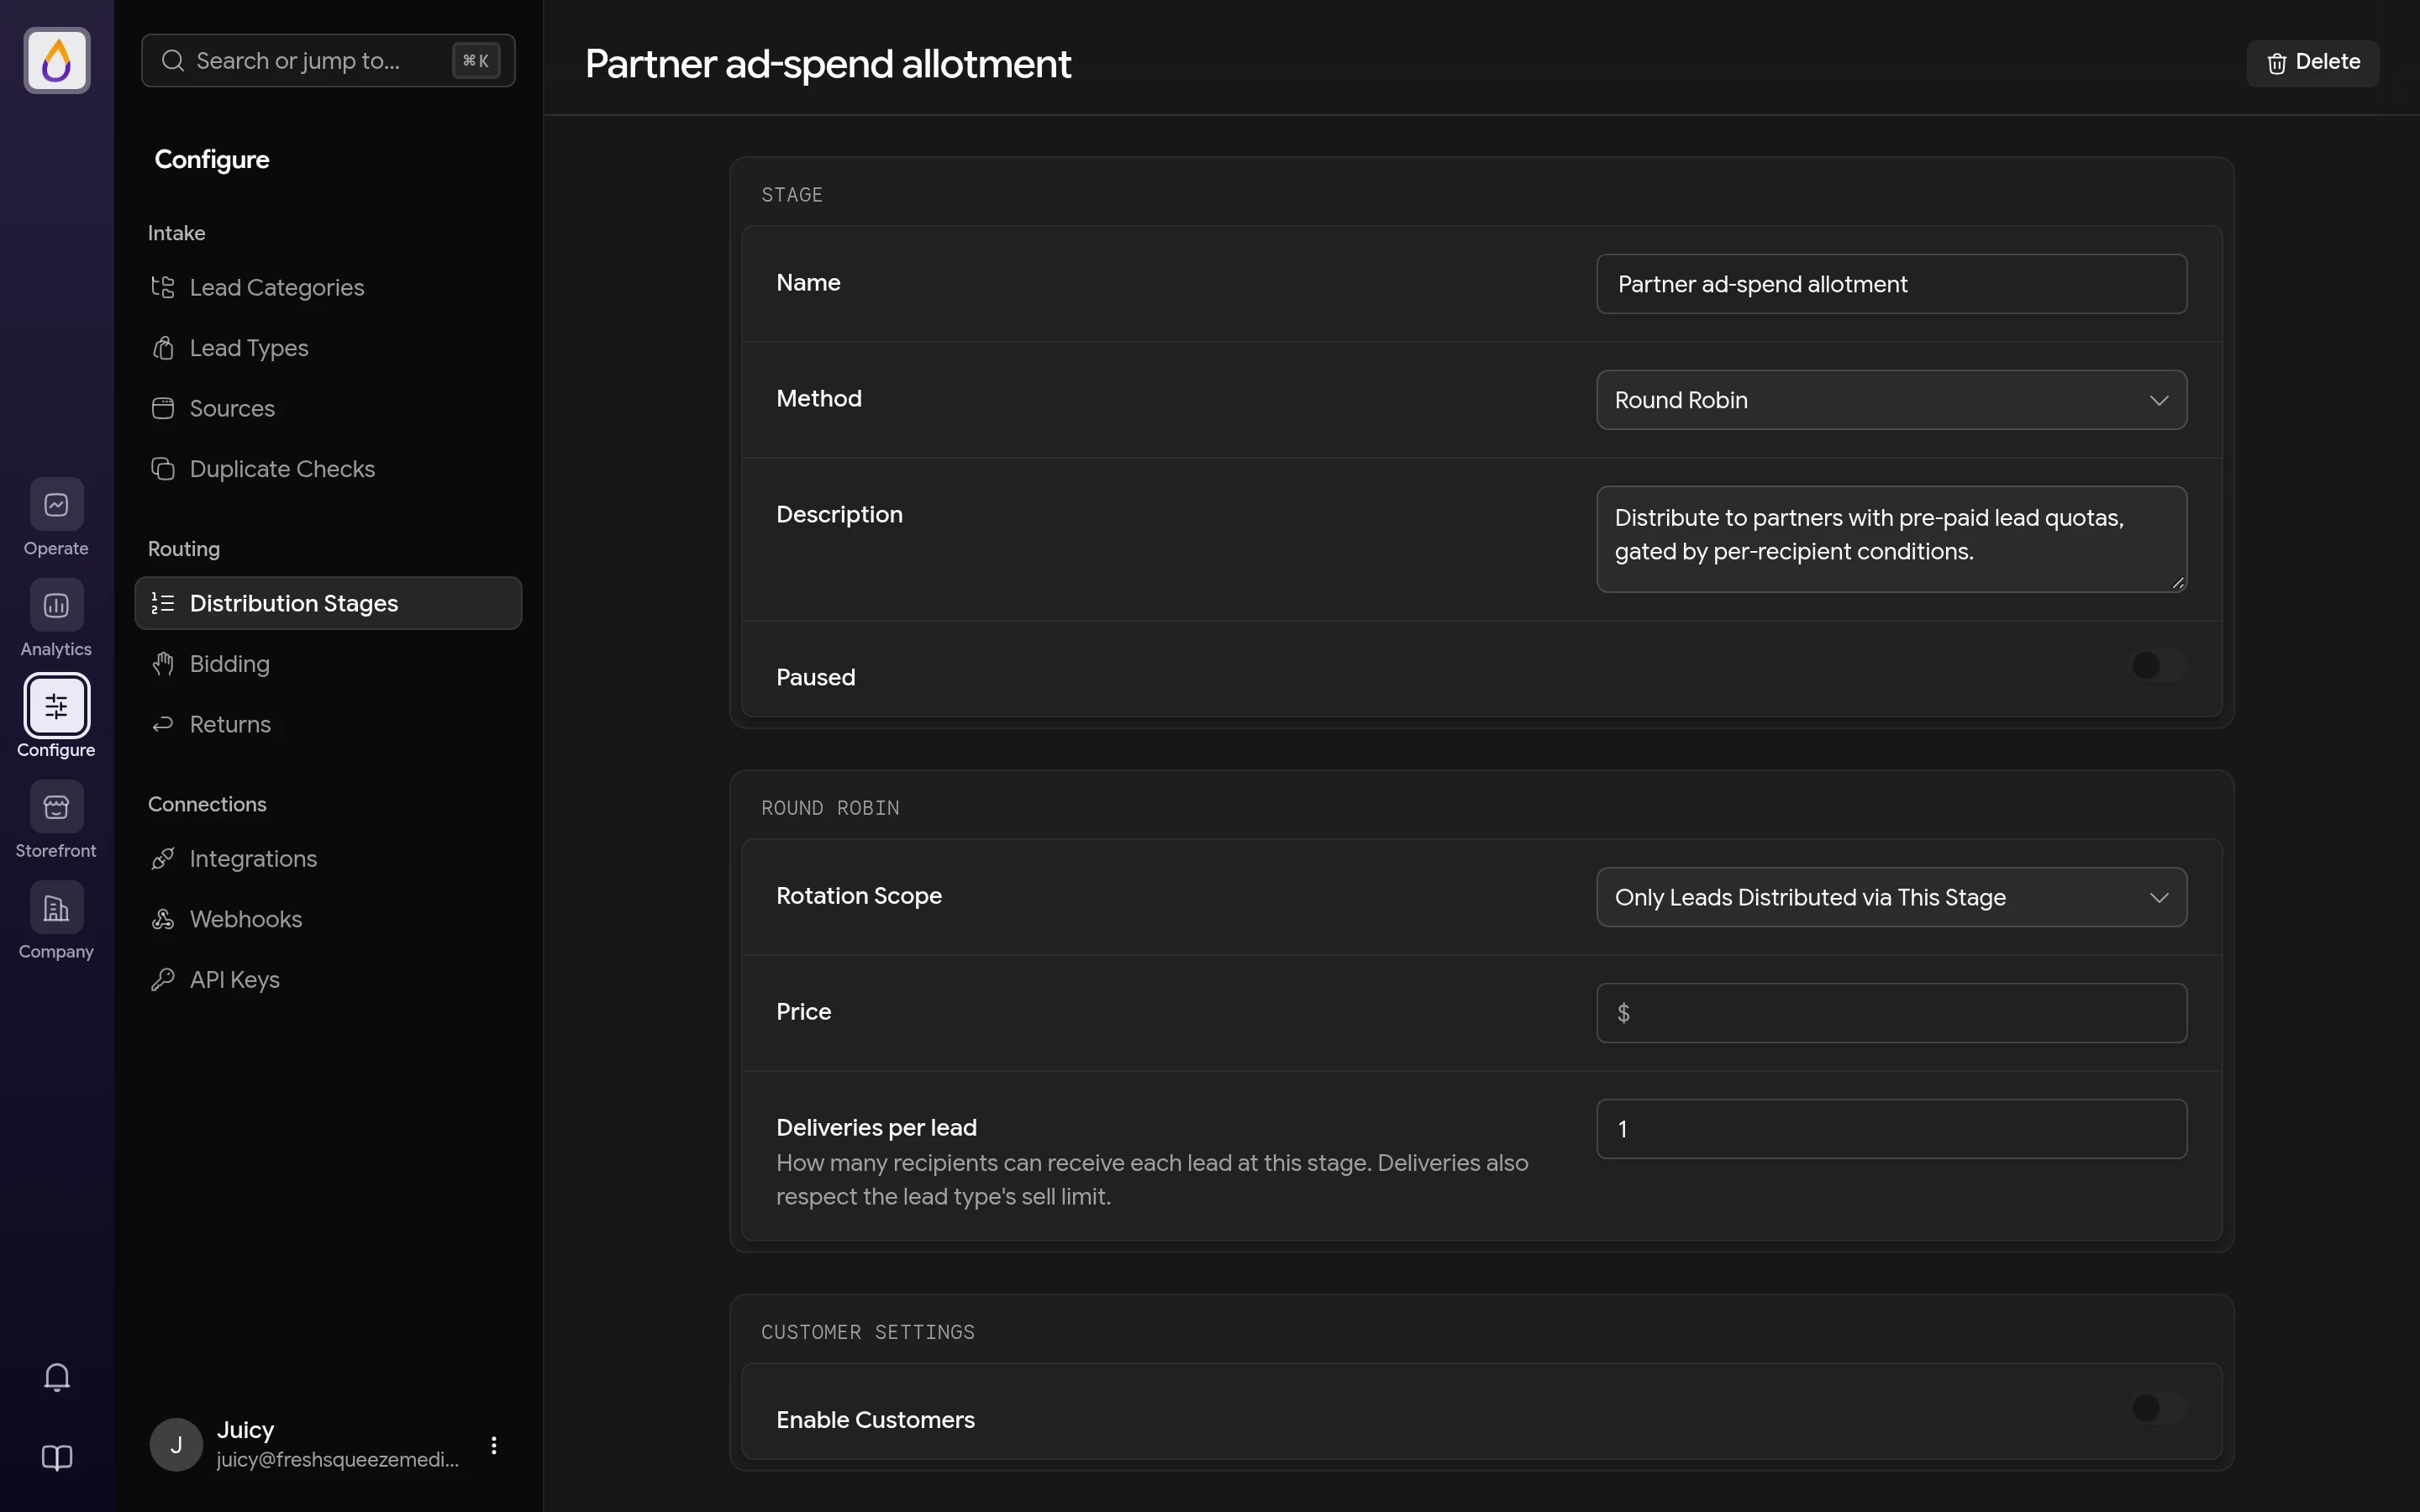 Search or jump to...
⌘K
Configure
Intake
Lead Categories
Lead Types
Sources
Duplicate Checks
Routing
Distribution Stages
Bidding
Returns
Connections
Integrations
Webhooks
API Keys
Operate
Analytics
Configure
Storefront
Company
J
Juicy
juicy@freshsqueezemedi...
Partner ad-spend allotment
Delete
STAGE
Name
Partner ad-spend allotment
Method
Round Robin
Description
Distribute to partners with pre-paid lead quotas,
gated by per-recipient conditions.
Paused
ROUND ROBIN
Rotation Scope
Only Leads Distributed via This Stage
Price
$
Deliveries per lead
How many recipients can receive each lead at this stage. Deliveries also
respect the lead type's sell limit.
1
CUSTOMER SETTINGS
Enable Customers